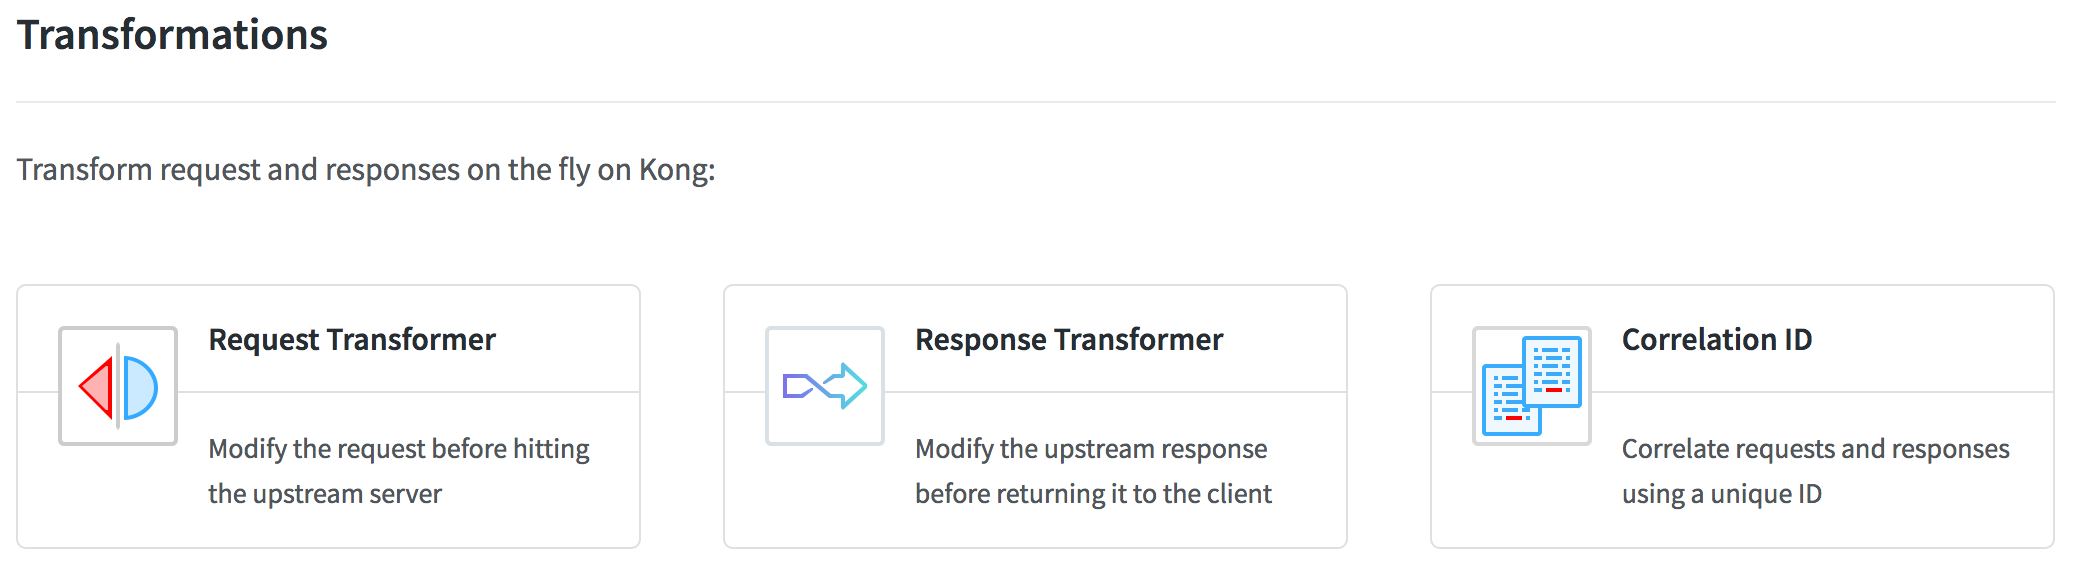 Transformations
Transform request and responses on the fly on Kong:
Request Transformer
Modify the request before hitting
the upstream server
Response Transformer
Modify the upstream response
before returning it to the client
Correlation ID
Correlate requests and responses
using a unique ID